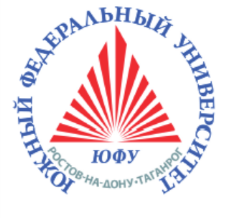 ЮЖНЫЙ ФЕДЕРАЛЬНЫЙ УНИВЕРСИТЕТ
ЮФУ
РОСТОВ-НА-ДОНУ·ТАГАНРОГ